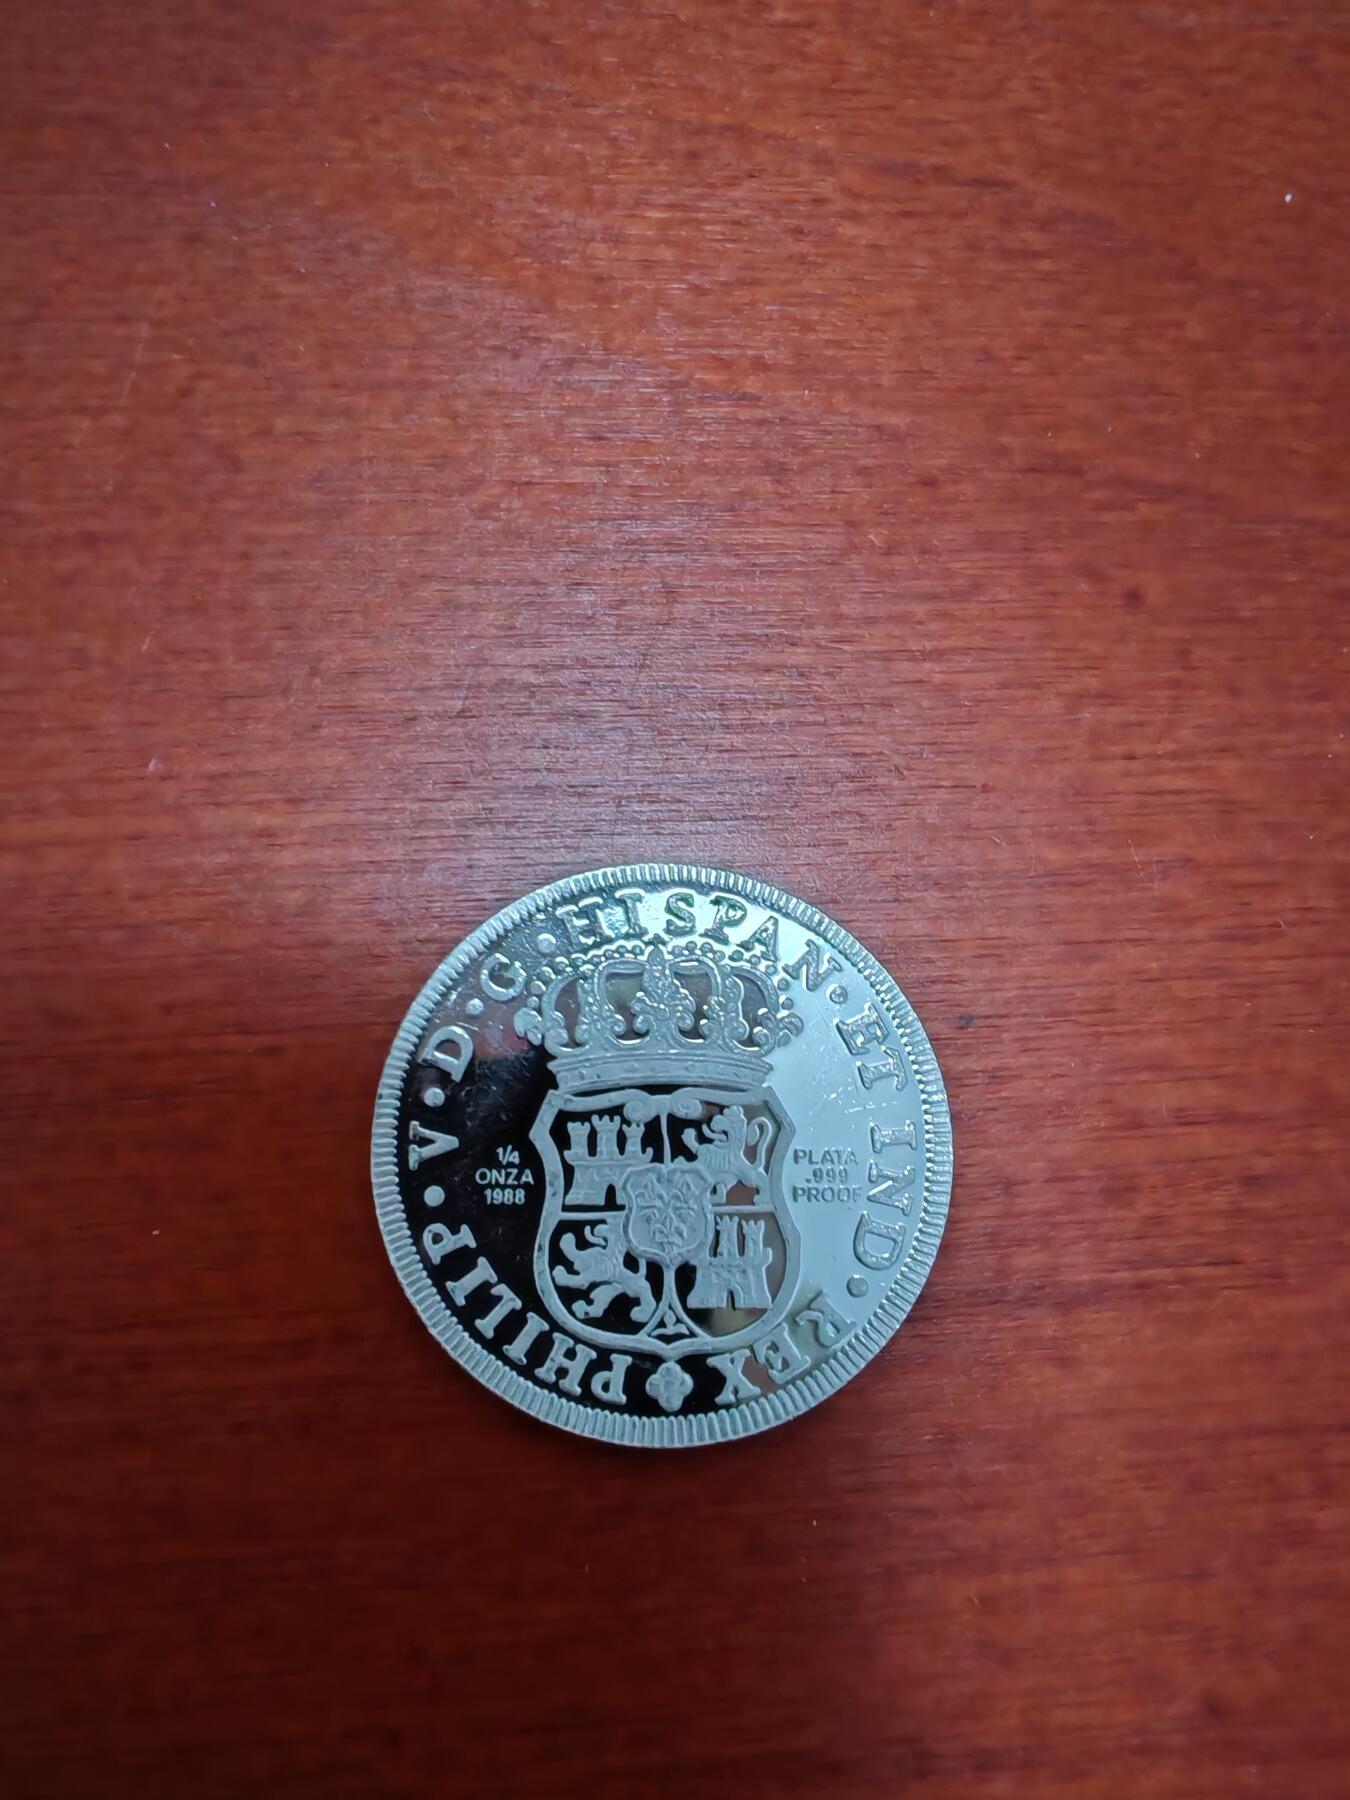 PHILIP • V • D • G • HISPAN • ET IND • REX
1/4
ONZA
1988
PLATA
.999
PROOF